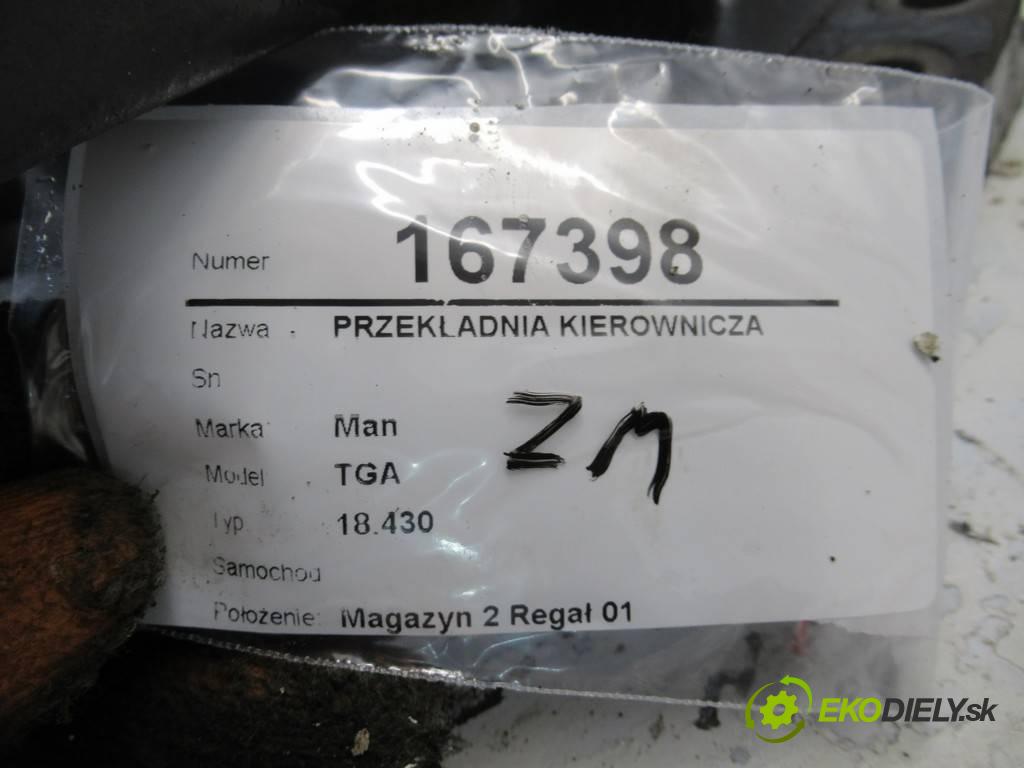 Numer 167398
Nazwa PRZEKŁADNIA KIEROWNICZA
Sn
Marka Man
ZM
Model TGA
Typ 18.430
Samochod
Położenie: Magazyn 2 Regał 01
EKODIELY.sk